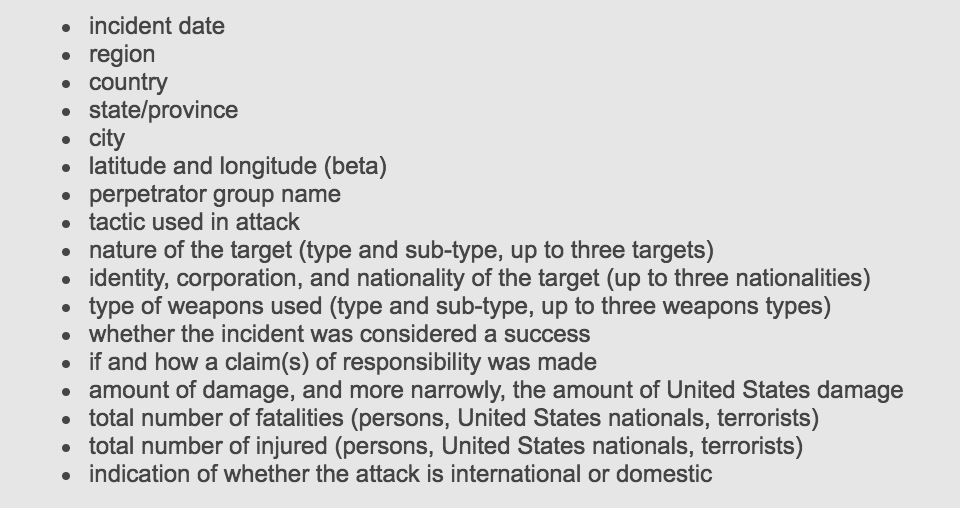 • incident date
• region
• country
• state/province
• city
• latitude and longitude (beta)
• perpetrator group name
• tactic used in attack
• nature of the target (type and sub-type, up to three targets)
• identity, corporation, and nationality of the target (up to three nationalities)
• type of weapons used (type and sub-type, up to three weapons types)
• whether the incident was considered a success
• if and how a claim(s) of responsibility was made
• amount of damage, and more narrowly, the amount of United States damage
• total number of fatalities (persons, United States nationals, terrorists)
• total number of injured (persons, United States nationals, terrorists)
• indication of whether the attack is international or domestic